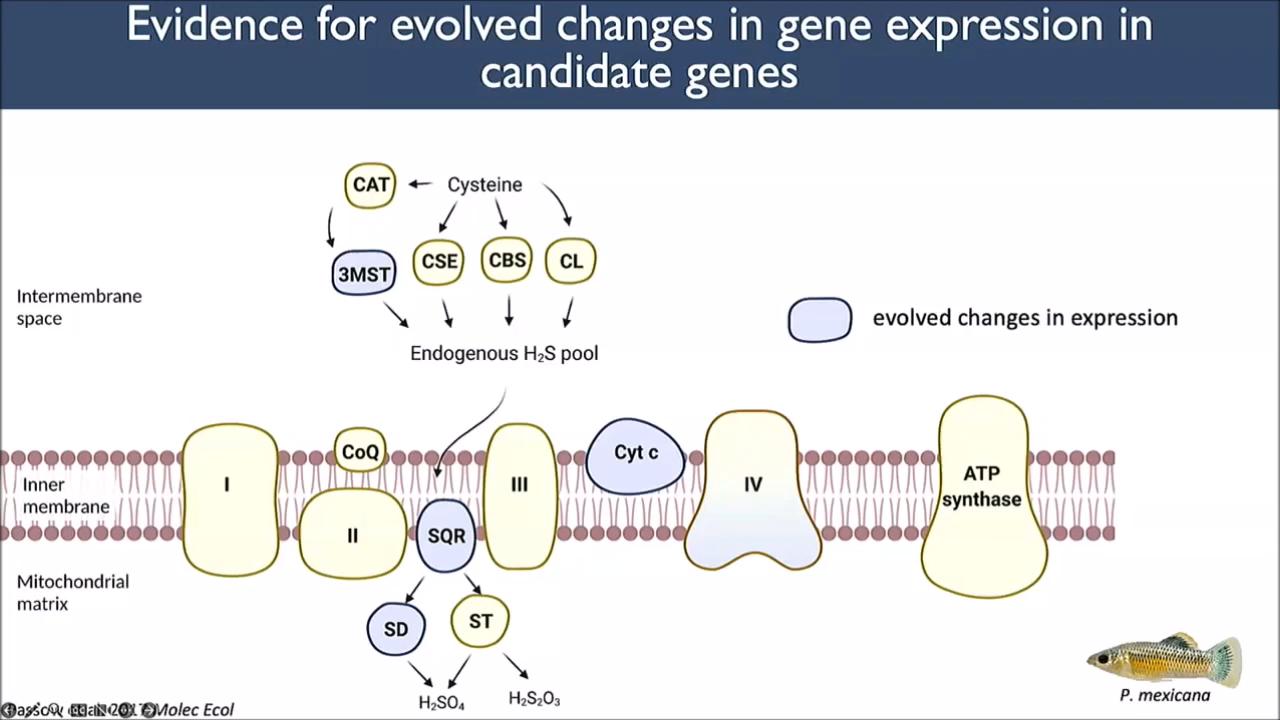 Evidence for evolved changes in gene expression in
candidate genes
CAT
Cysteine
3MST
CSE
CBS
CL
Intermembrane
space
evolved changes in expression
Endogenous H₂S pool
CoQ
Cyt c
I
Inner
membrane
II
SQR
III
IV
ATP
synthase
Mitochondrial
matrix
SD
ST
H₂SO₄
H₂S₂O₃
P. mexicana
2017 Molec Ecol